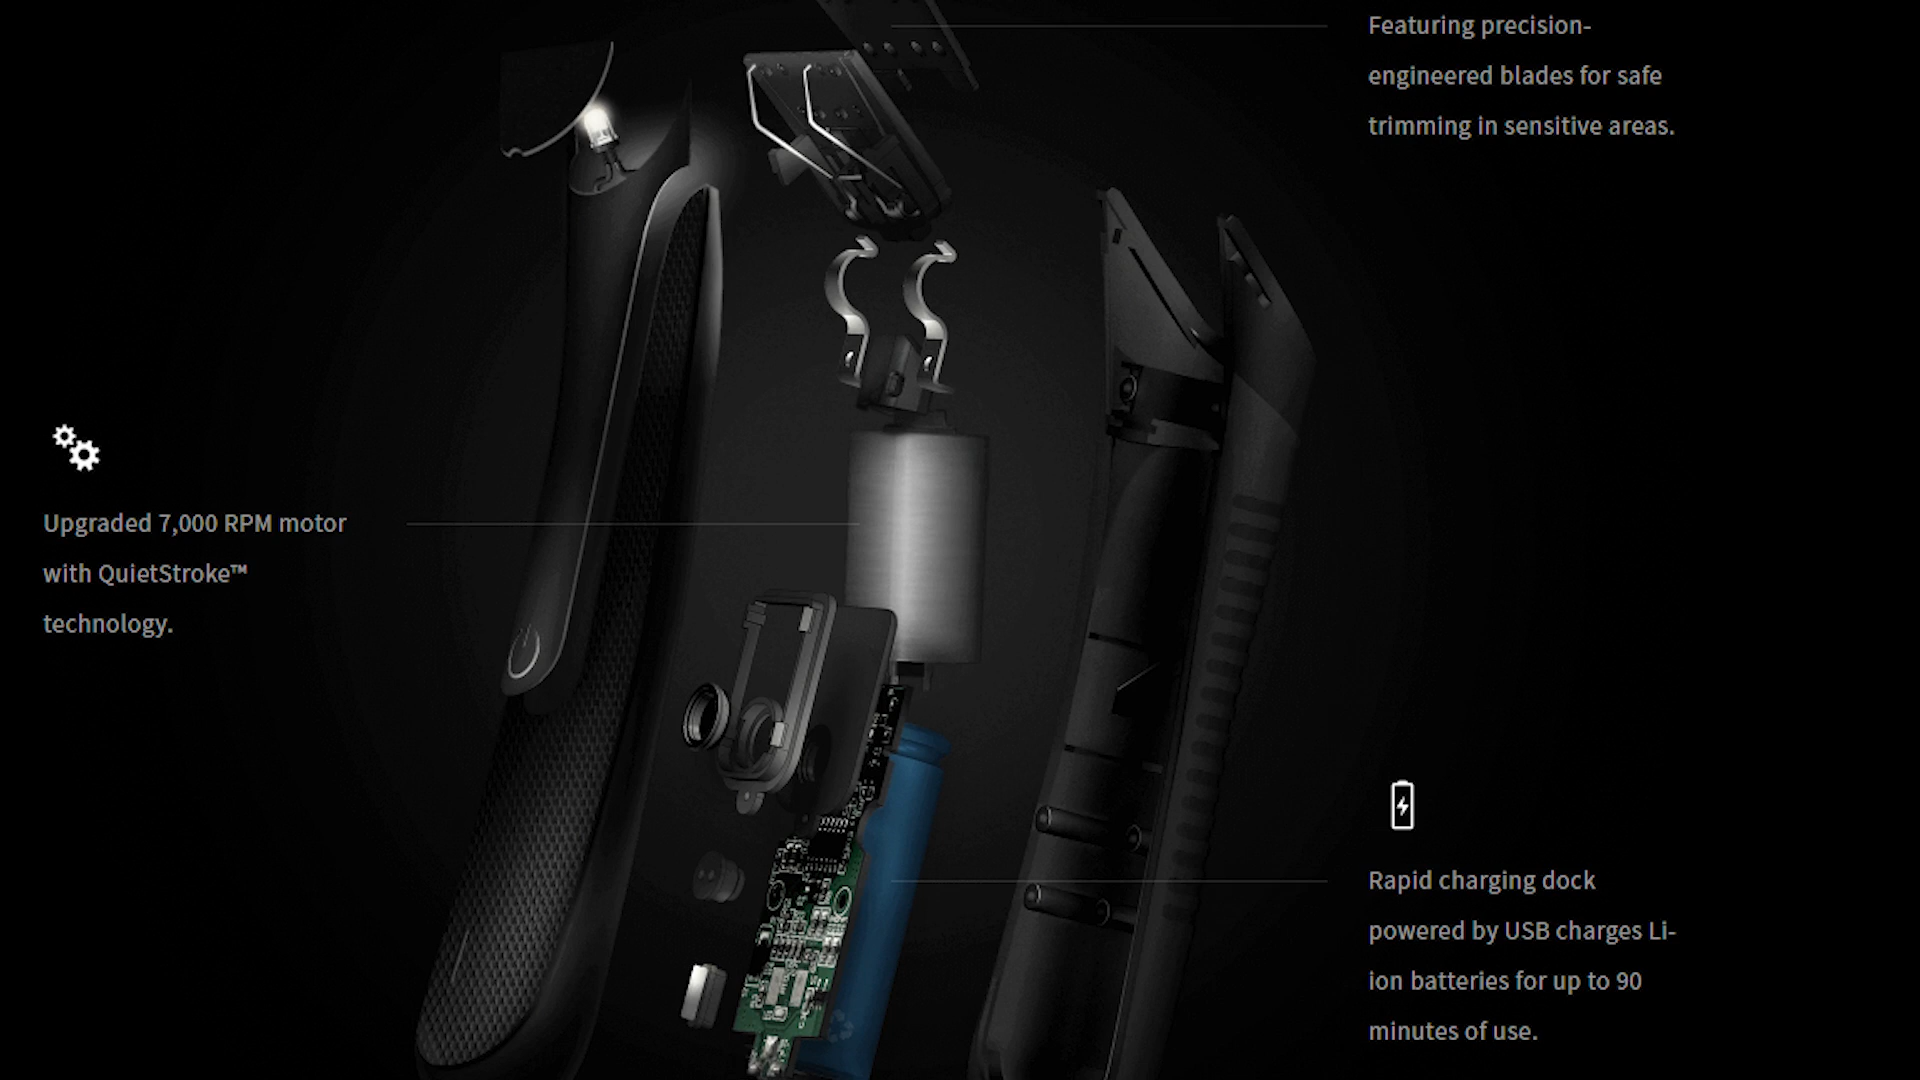 Featuring precision-
engineered blades for safe
trimming in sensitive areas.
Upgraded 7,000 RPM motor
with QuietStroke™
technology.
Rapid charging dock
powered by USB charges Li-
ion batteries for up to 90
minutes of use.